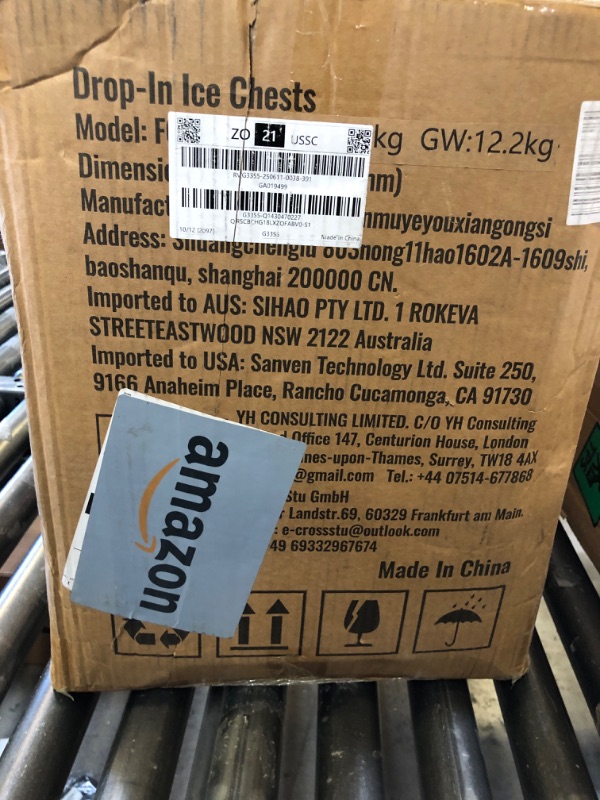 Drop-In Ice Chests
Model: F
kg GW:12.2kg
ZO 21 USSC
GA019499
G3355
Made in China
Dimensi
mm)
Manufact
nmuyeyouxiangongsi
Address: Shuangchenglu 803nong11hao1602A-1609shi,
baoshanqu, shanghai 200000 CN.
Imported to AUS: SIHAO PTY LTD. 1 ROKEVA
STREETEASTWOOD NSW 2122 Australia
Imported to USA: Sanven Technology Ltd. Suite 250,
9166 Anaheim Place, Rancho Cucamonga, CA 91730
YH CONSULTING LIMITED. C/O YH Consulting
d Office 147, Centurion House, London
nes-upon-Thames, Surrey, TW18 4AX
@gmail.com Tel.: +44 07514-677868
stu GmbH
r Landstr.69, 60329 Frankfurt am Main.
: e-crossstu@outlook.com
49 69332967674
Made In China
amazon